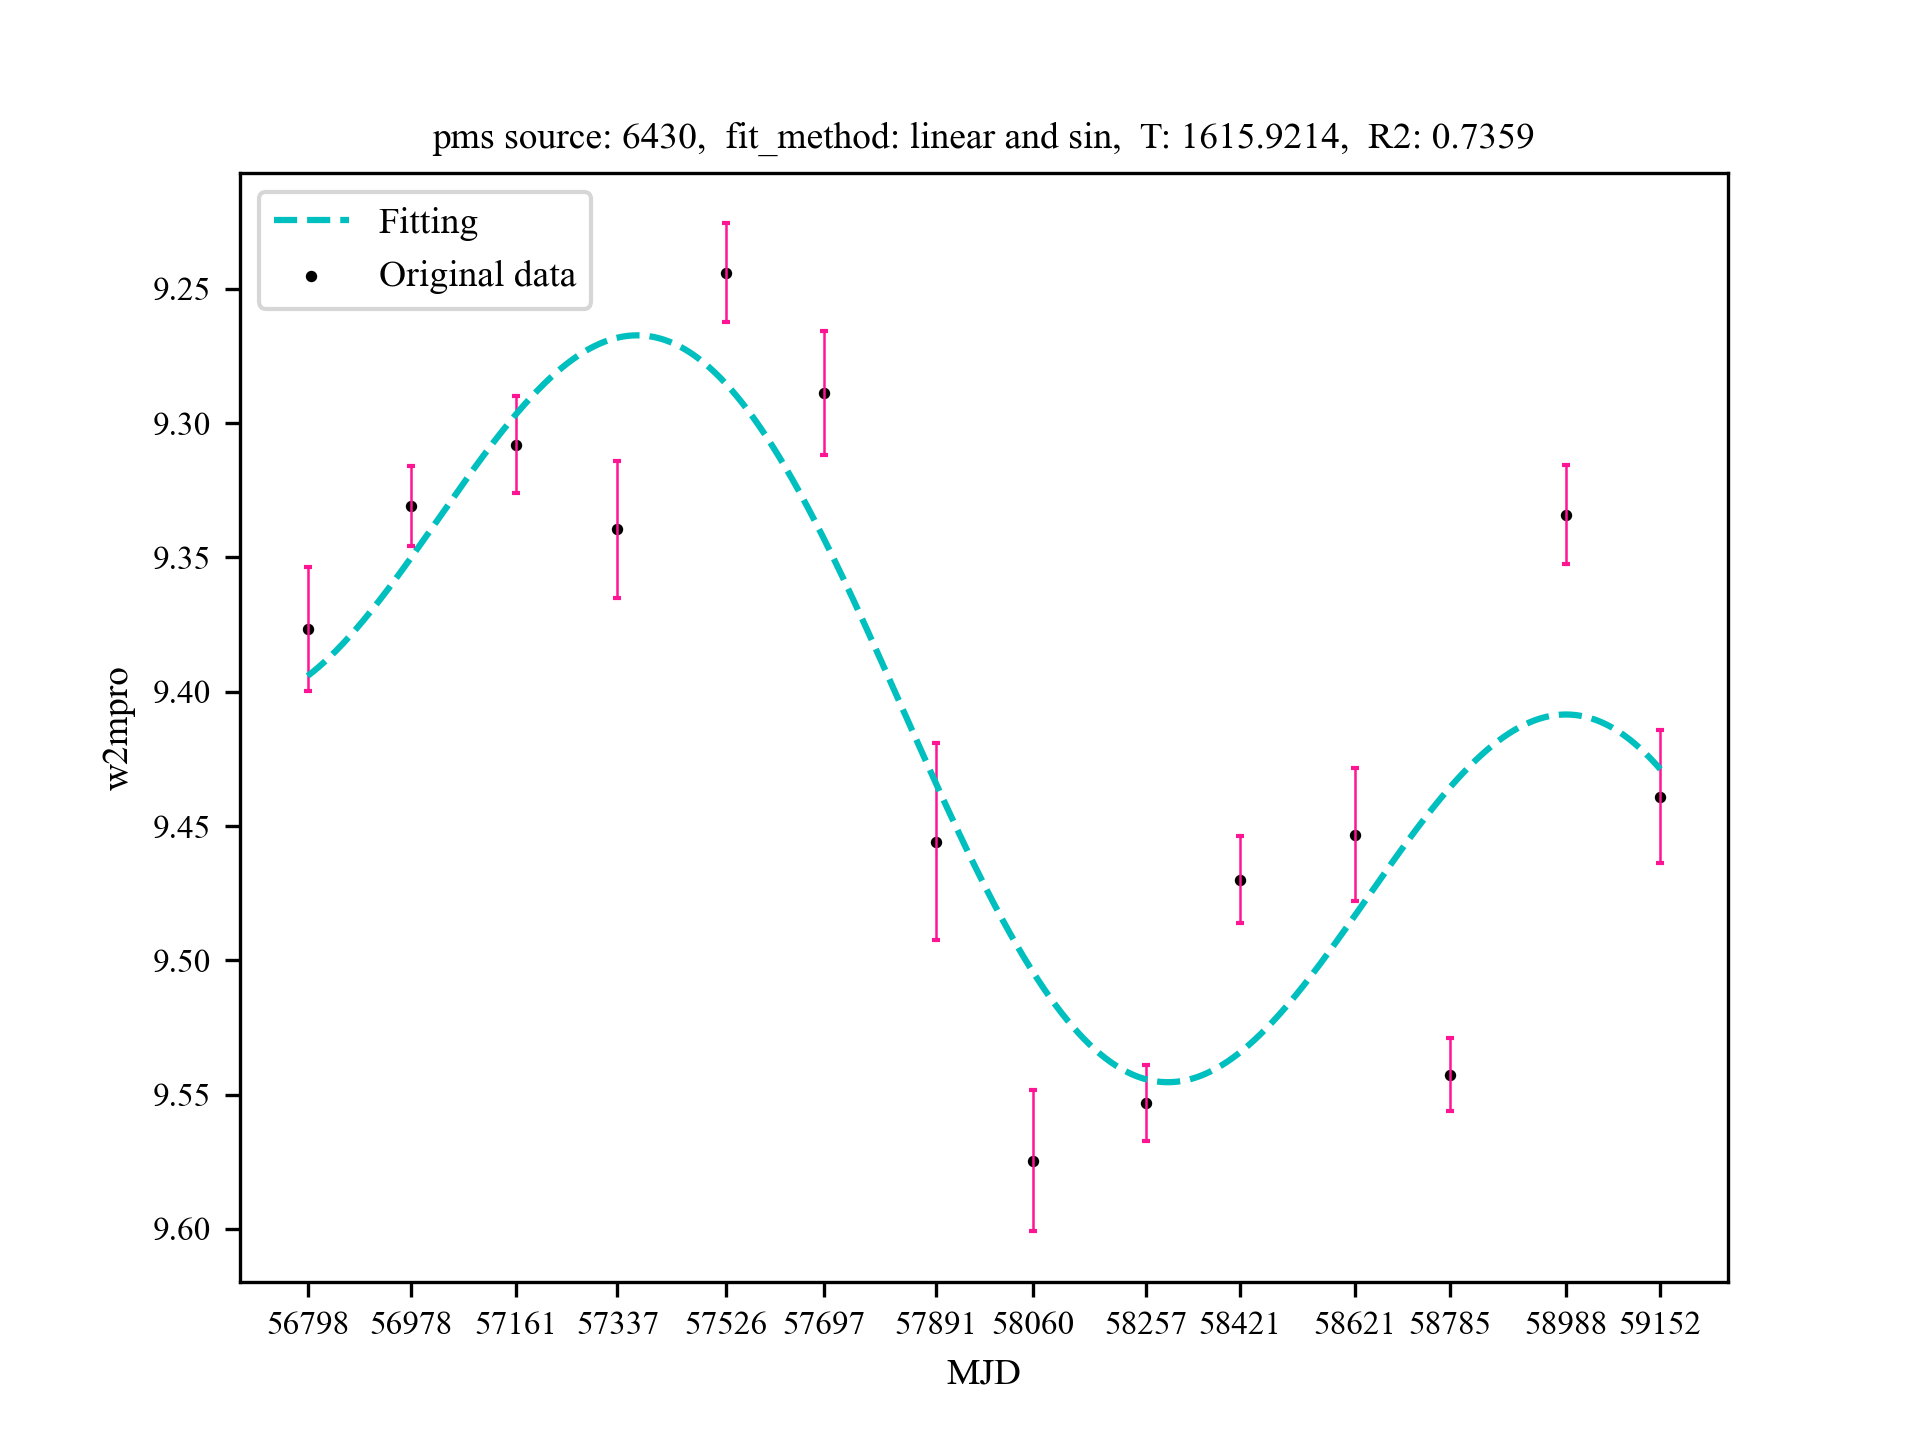 pms source: 6430,  fit_method: linear and sin,  T: 1615.9214,  R2: 0.7359
Fitting
Original data
9.25
9.30
9.35
9.40
9.45
9.50
9.55
9.60
w2mpro
56798 56978 57161 57337 57526 57697 57891 58060 58257 58421 58621 58785 58988 59152
MJD